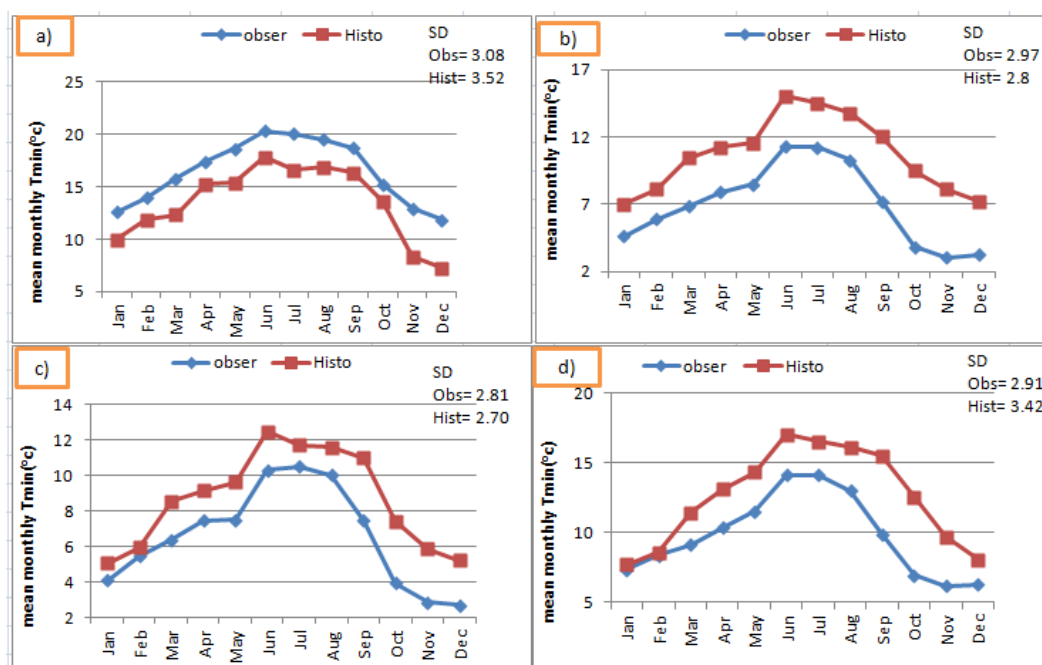 a)
obser
Histo
SD
Obs= 3.08
Hist= 3.52
mean monthly Tmin(°c)
25
20
15
10
5
Jan
Feb
Mar
Apr
May
Jun
Jul
Aug
Sep
Oct
Nov
Dec
b)
obser
Histo
SD
Obs= 2.97
Hist= 2.8
mean monthly Tmin(°c)
17
12
7
2
Jan
Feb
Mar
Apr
May
Jun
Jul
Aug
Sep
Oct
Nov
Dec
c)
obser
Histo
SD
Obs= 2.81
Hist= 2.70
mean monthly Tmin(°c)
14
12
10
8
6
4
2
Jan
Feb
Mar
Apr
May
Jun
Jul
Aug
Sep
Oct
Nov
Dec
d)
obser
Histo
SD
Obs= 2.91
Hist= 3.42
mean monthly Tmin(°c)
20
15
10
5
Jan
Feb
Mar
Apr
May
Jun
Jul
Aug
Sep
Oct
Nov
Dec